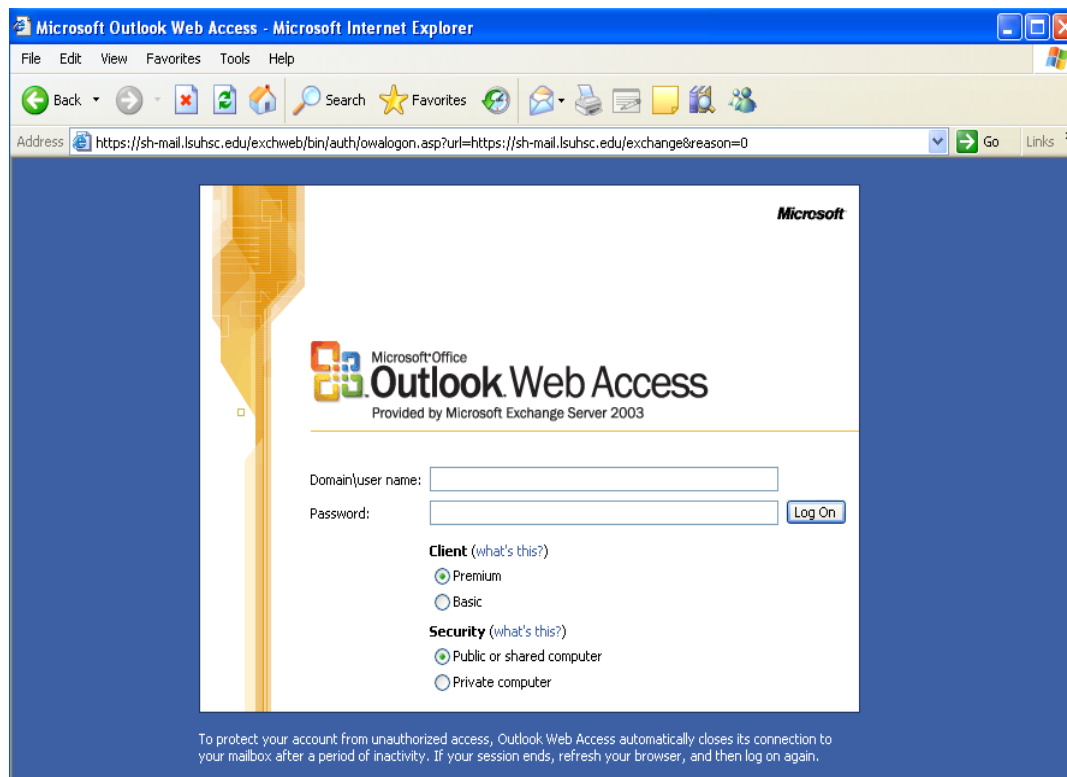 Microsoft Outlook Web Access - Microsoft Internet Explorer
File Edit View Favorites Tools Help
Back Search Favorites
Address https://sh-mail.lsuhsc.edu/exchweb/bin/auth/owalogon.asp?url=https://sh-mail.lsuhsc.edu/exchange&reason=0 Go Links
Microsoft
Microsoft Office
Outlook Web Access
Provided by Microsoft Exchange Server 2003
Domain\user name:
Password: Log On
Client (what's this?)
Premium
Basic
Security (what's this?)
Public or shared computer
Private computer
To protect your account from unauthorized access, Outlook Web Access automatically closes its connection to
your mailbox after a period of inactivity. If your session ends, refresh your browser, and then log on again.